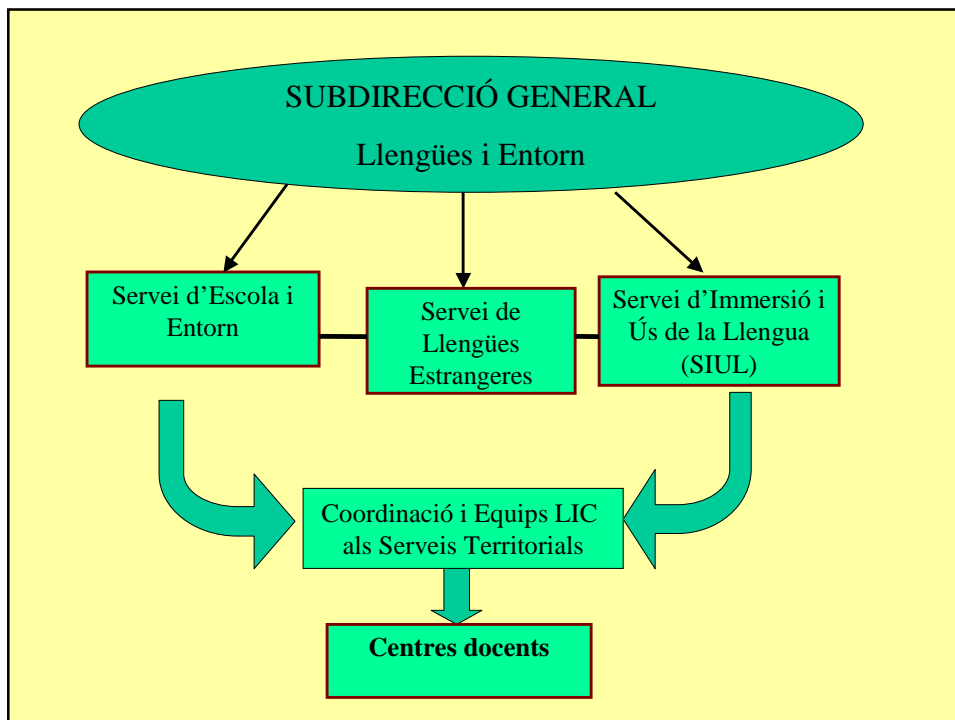 SUBDIRECCIÓ GENERAL
Llengües i Entorn
Servei d’Escola i
Entorn
Servei de
Llengües
Estrangeres
Servei d’Immersió i
Ús de la Llengua
(SIUL)
Coordinació i Equips LIC
als Serveis Territorials
Centres docents